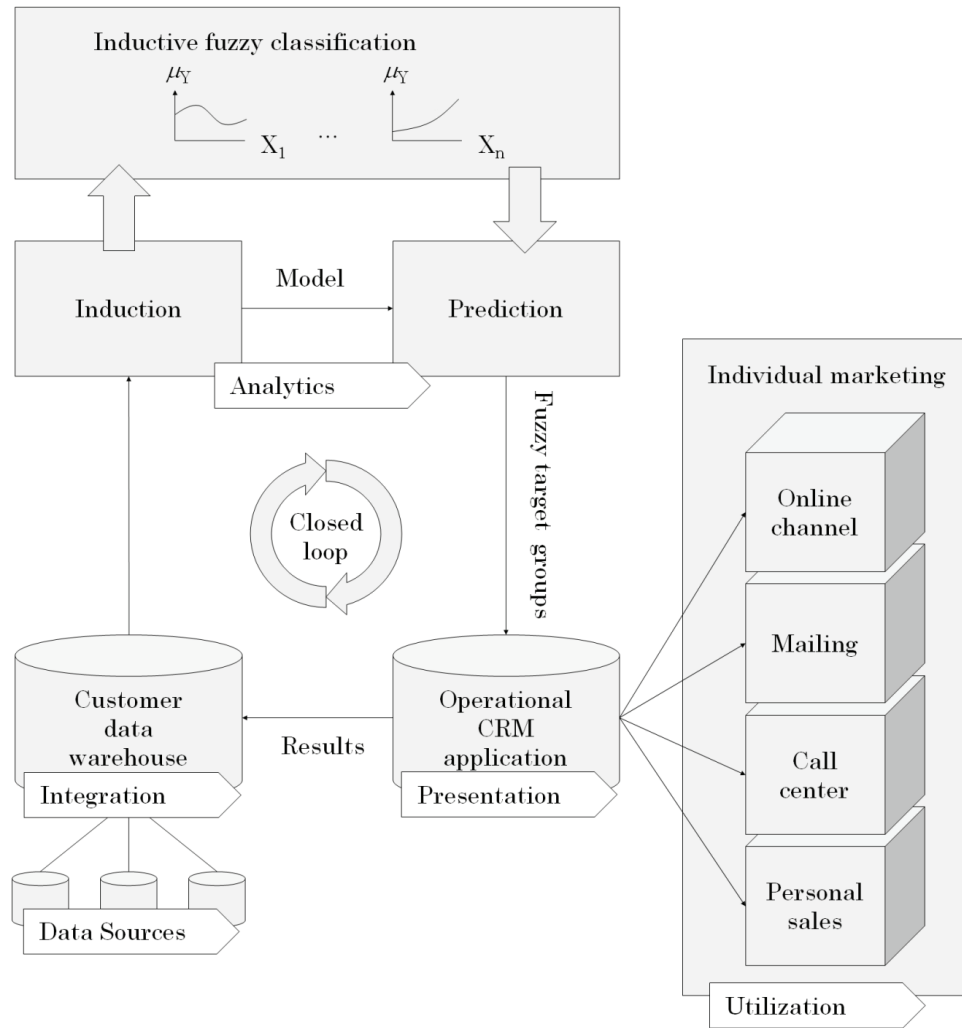 Inductive fuzzy classification
μY
X1
...
μY
Xn
Induction
Model
Prediction
Analytics
Fuzzy target groups
Closed
loop
Customer
data
warehouse
Integration
Results
Operational
CRM
application
Presentation
Data Sources
Individual marketing
Online
channel
Mailing
Call
center
Personal
sales
Utilization